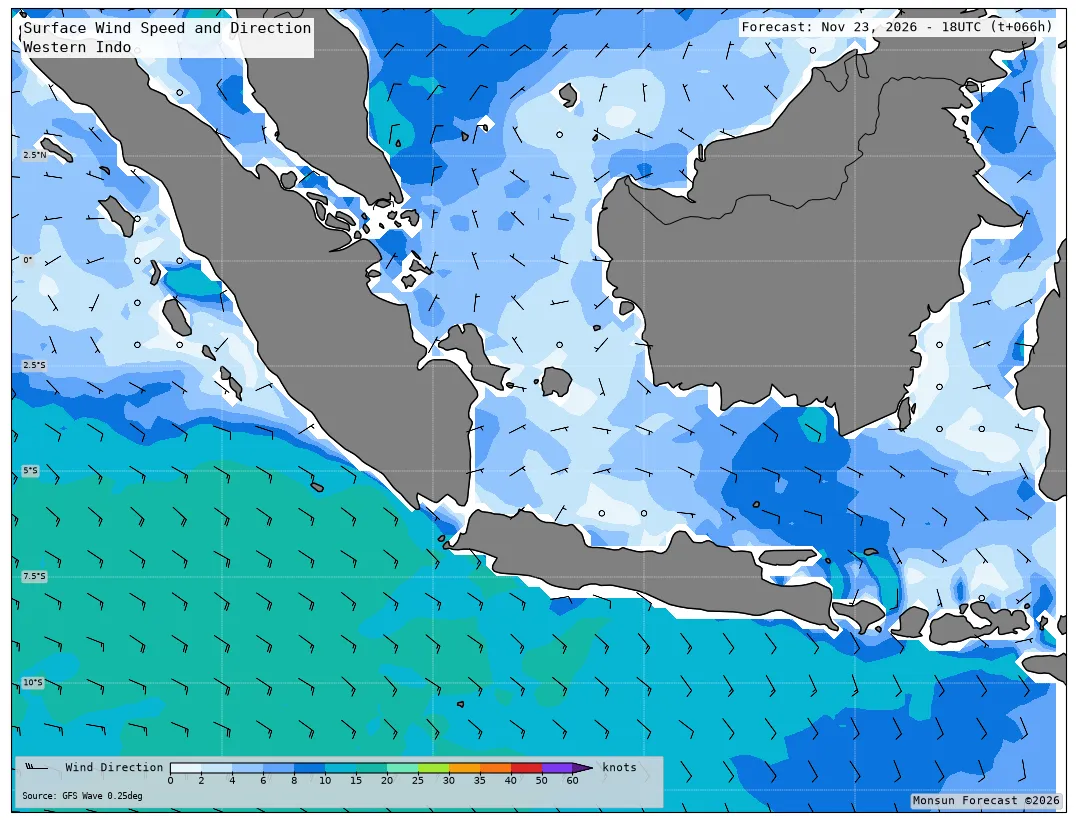 Surface Wind Speed and Direction
Western Indo
Forecast: Nov 23, 2026 - 18UTC (t+066h)
2.5°N
0°
2.5°S
5°S
7.5°S
10°S
Wind Direction
0 2 4 6 8 10 15 20 25 30 35 40 50 60
knots
Source: GFS Wave 0.25deg
Monsun Forecast ©2026